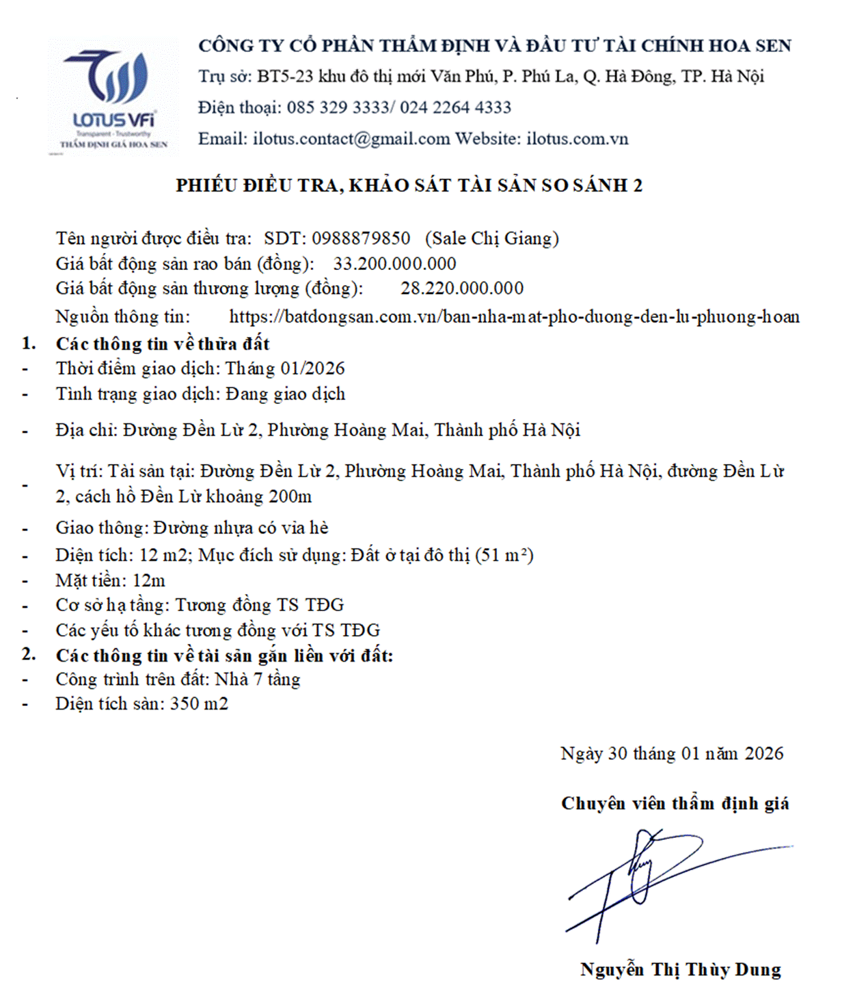 LOTUS VFi
Transparent - Trustworthy
THẨM ĐỊNH GIÁ HOA SEN
CÔNG TY CỔ PHẦN THẨM ĐỊNH VÀ ĐẦU TƯ TÀI CHÍNH HOA SEN
Trụ sở: BT5-23 khu đô thị mới Văn Phú, P. Phú La, Q. Hà Đông, TP. Hà Nội
Điện thoại: 085 329 3333/ 024 2264 4333
Email: ilotus.contact@gmail.com Website: ilotus.com.vn
PHIẾU ĐIỀU TRA, KHẢO SÁT TÀI SẢN SO SÁNH 2
Tên người được điều tra: SDT: 0988879850 (Sale Chị Giang)
Giá bất động sản rao bán (đồng): 33.200.000.000
Giá bất động sản thương lượng (đồng): 28.220.000.000
Nguồn thông tin: https://batdongsan.com.vn/ban-nha-mat-pho-duong-den-lu-phuong-hoan
1. Các thông tin về thửa đất
- Thời điểm giao dịch: Tháng 01/2026
- Tình trạng giao dịch: Đang giao dịch
- Địa chỉ: Đường Đền Lừ 2, Phường Hoàng Mai, Thành phố Hà Nội
- Vị trí: Tài sản tại: Đường Đền Lừ 2, Phường Hoàng Mai, Thành phố Hà Nội, đường Đền Lừ
2, cách hồ Đền Lừ khoảng 200m
- Giao thông: Đường nhựa có vỉa hè
- Diện tích: 12 m2; Mục đích sử dụng: Đất ở tại đô thị (51 m²)
- Mặt tiền: 12m
- Cơ sở hạ tầng: Tương đồng TS TĐG
- Các yếu tố khác tương đồng với TS TĐG
2. Các thông tin về tài sản gắn liền với đất:
- Công trình trên đất: Nhà 7 tầng
- Diện tích sàn: 350 m2
Ngày 30 tháng 01 năm 2026
Chuyên viên thẩm định giá
Nguyễn Thị Thùy Dung